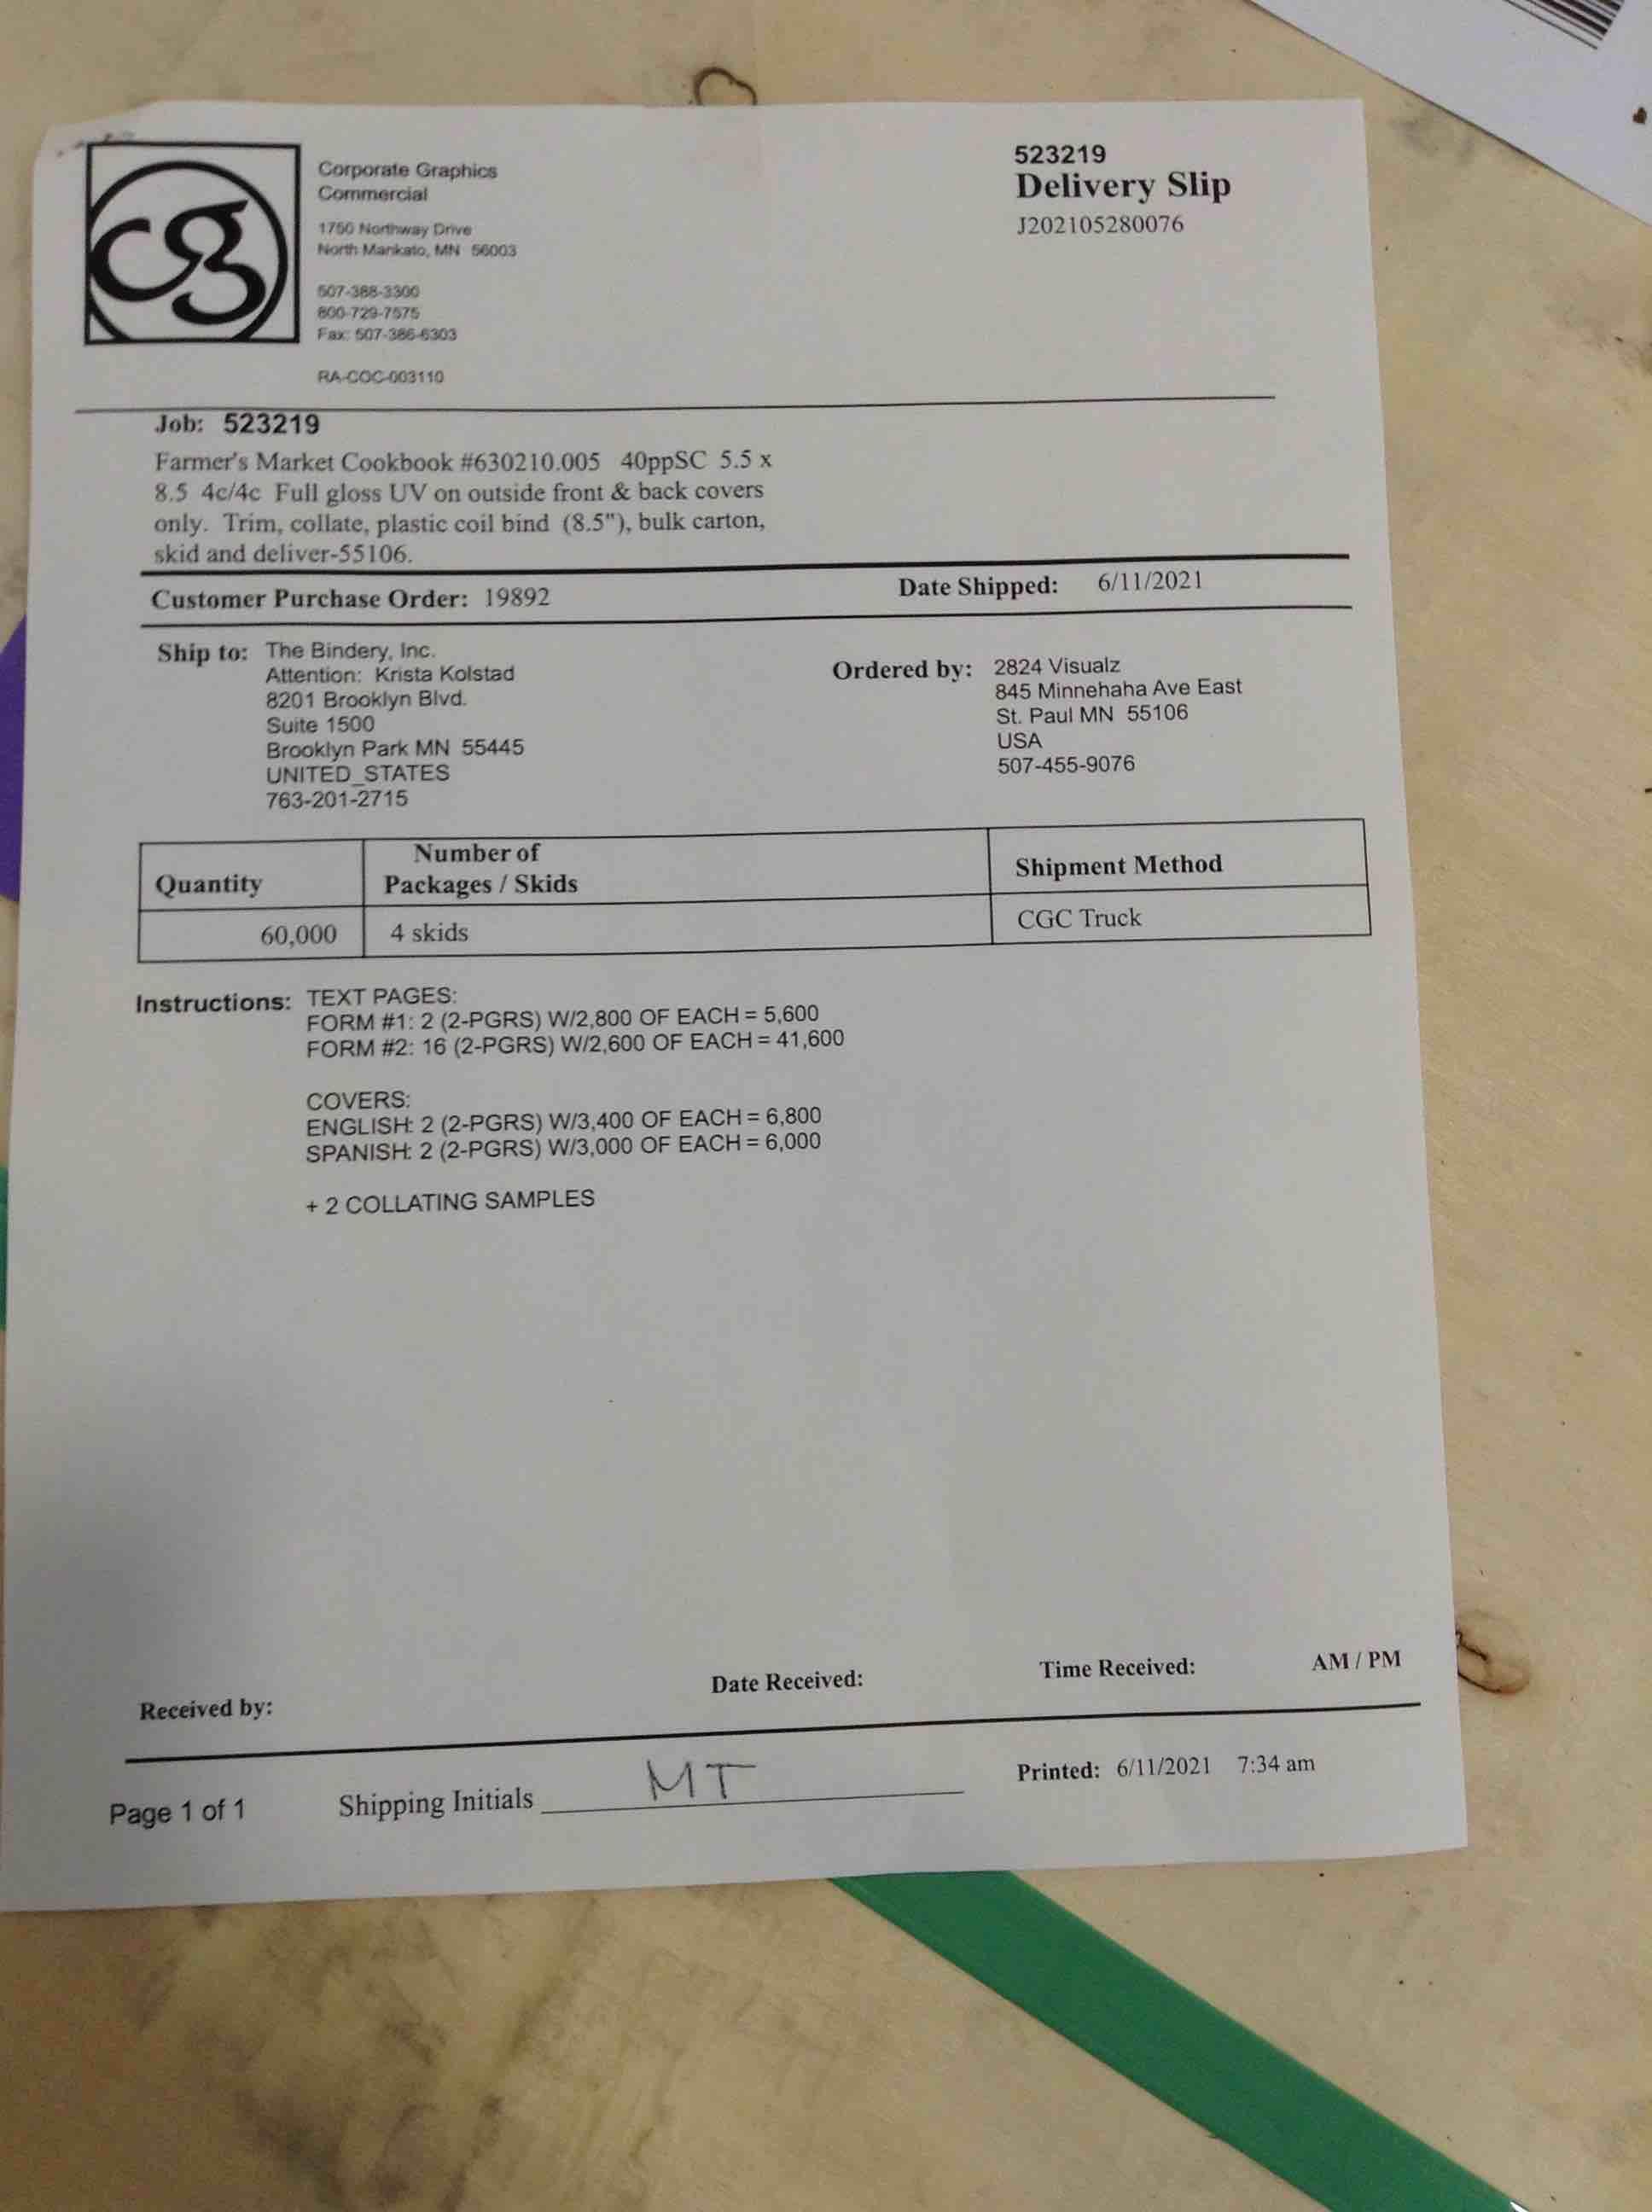 cg
Corporate Graphics
Commercial
1750 Northway Drive
North Mankato, MN 56003
507-388-3300
800-729-7575
Fax: 507-386-6303
RA-COC-003110
523219
Delivery Slip
J202105280076
Job: 523219
Farmer's Market Cookbook #630210.005 40ppSC 5.5 x
8.5 4c/4c Full gloss UV on outside front & back covers
only. Trim, collate, plastic coil bind (8.5"), bulk carton,
skid and deliver-55106.
Customer Purchase Order: 19892
Date Shipped: 6/11/2021
Ship to: The Bindery, Inc.
Attention: Krista Kolstad
8201 Brooklyn Blvd.
Suite 1500
Brooklyn Park MN 55445
UNITED_STATES
763-201-2715
Ordered by: 2824 Visualz
845 Minnehaha Ave East
St. Paul MN 55106
USA
507-455-9076
Quantity Number of Packages / Skids Shipment Method
60,000 4 skids CGC Truck
Instructions: TEXT PAGES:
FORM #1: 2 (2-PGRS) W/2,800 OF EACH = 5,600
FORM #2: 16 (2-PGRS) W/2,600 OF EACH = 41,600
COVERS:
ENGLISH: 2 (2-PGRS) W/3,400 OF EACH = 6,800
SPANISH: 2 (2-PGRS) W/3,000 OF EACH = 6,000
+ 2 COLLATING SAMPLES
Received by: Date Received: Time Received: AM / PM
Page 1 of 1 Shipping Initials MT Printed: 6/11/2021 7:34 am